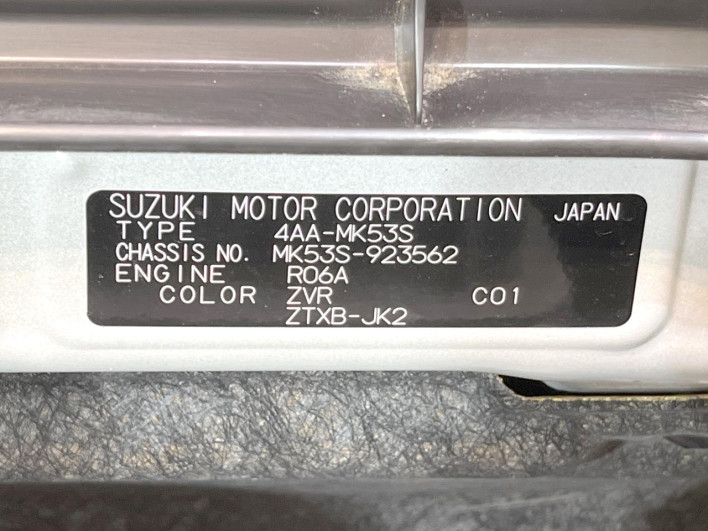 SUZUKI MOTOR CORPORATION JAPAN
TYPE 4AA-MK53S
CHASSIS NO. MK53S-923562
ENGINE R06A
COLOR ZVR C01
ZTXB-JK2